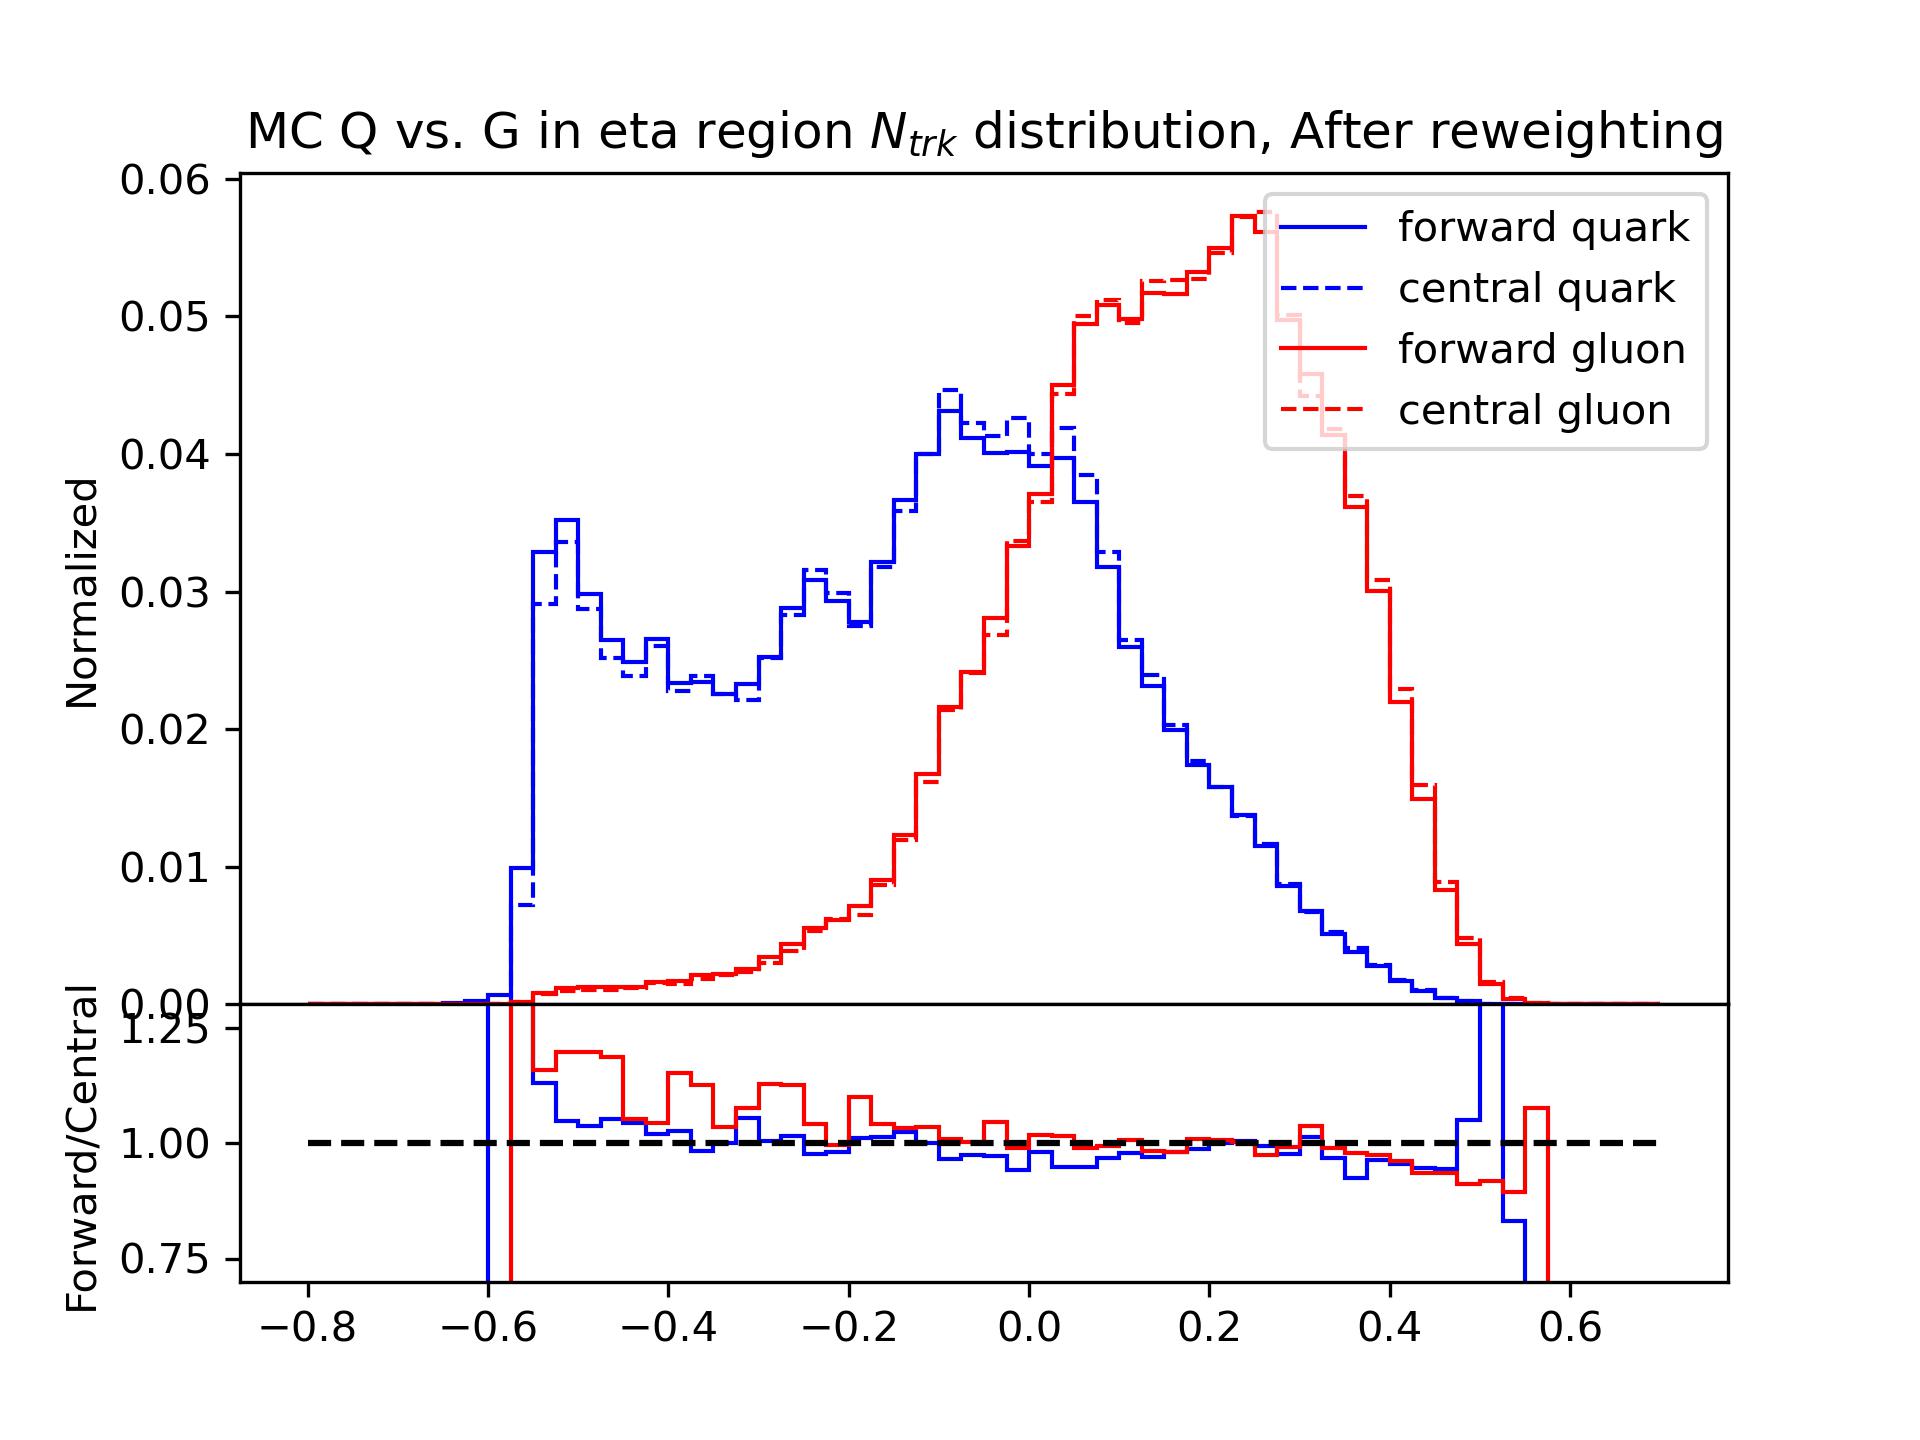 MC Q vs. G in eta region N_trk distribution, After reweighting
0.06
0.05
0.04
0.03
0.02
0.01
0.00
Normalized
forward quark
central quark
forward gluon
central gluon
1.25
1.00
0.75
Forward/Central
−0.8 −0.6 −0.4 −0.2 0.0 0.2 0.4 0.6